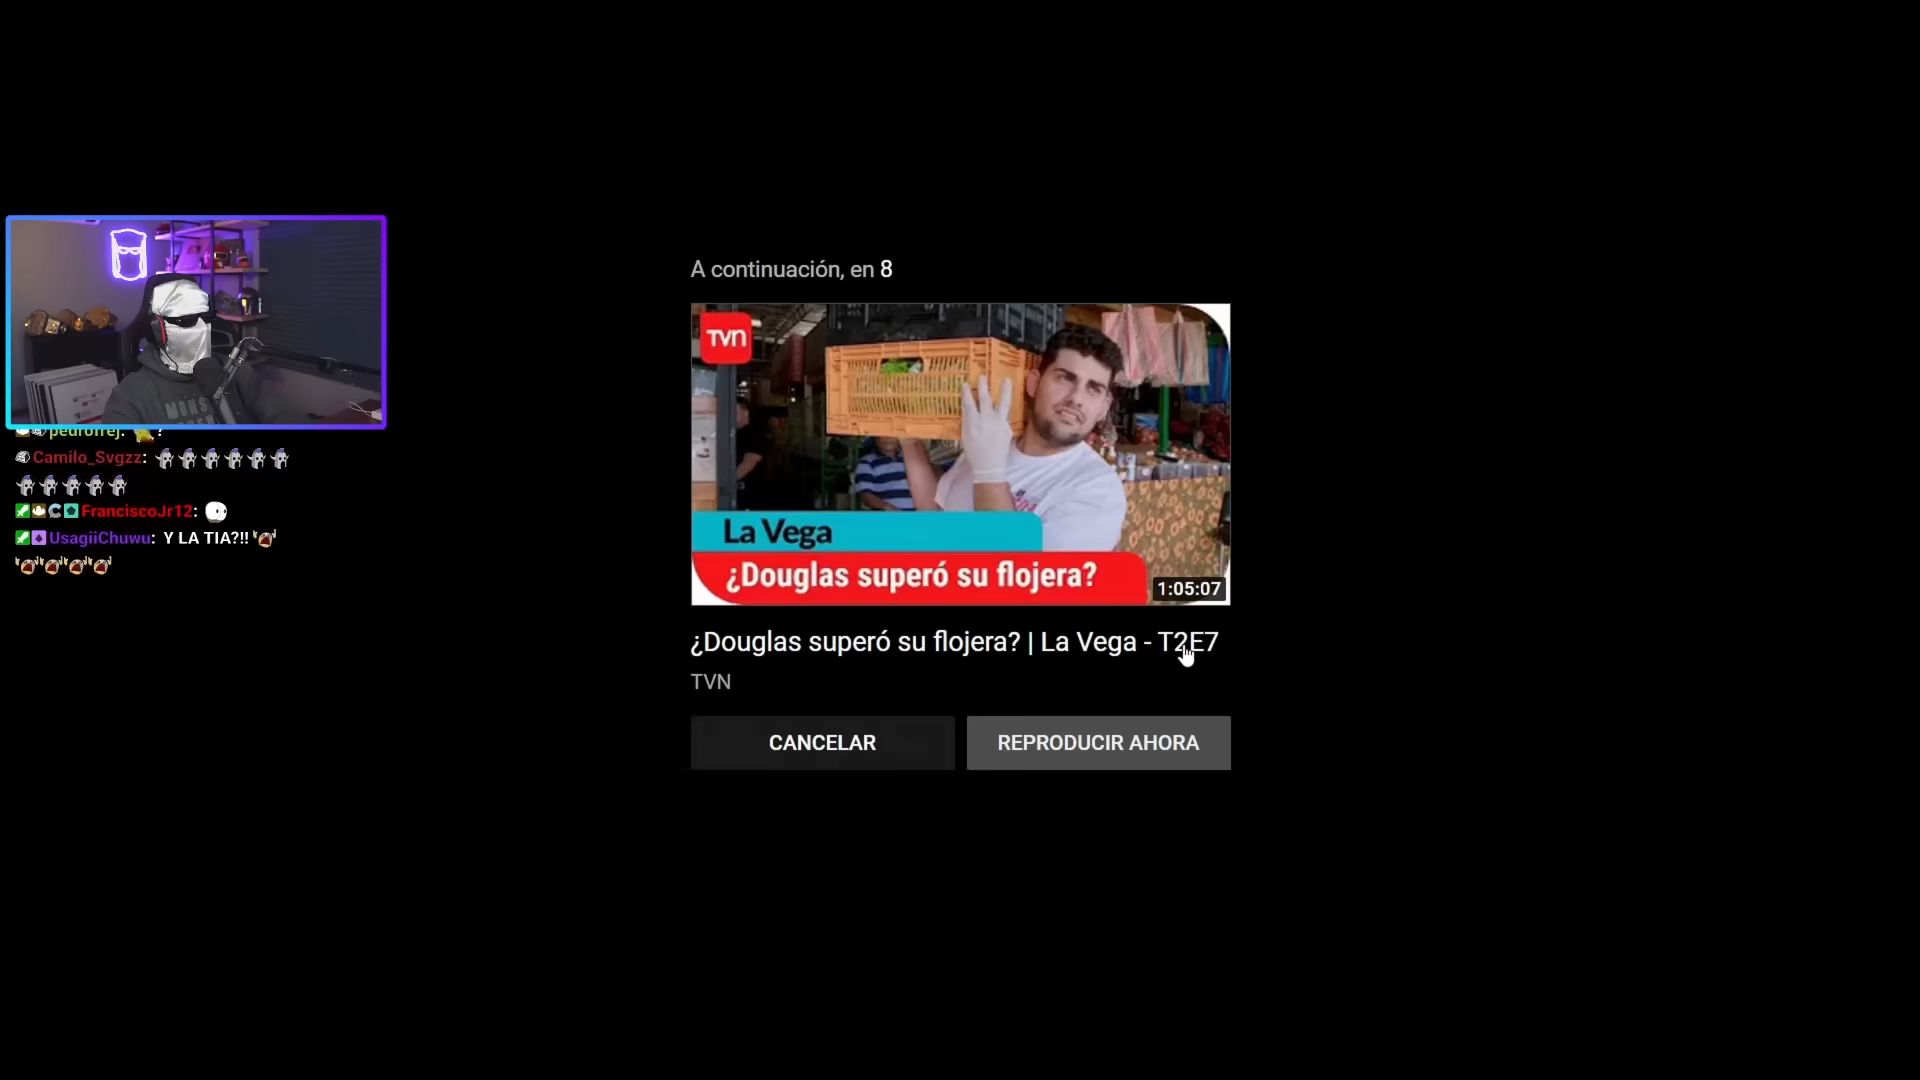 A continuación, en 8
TVN
La Vega
¿Douglas superó su flojera?
1:05:07
¿Douglas superó su flojera? | La Vega - T2E7
TVN
CANCELAR
REPRODUCIR AHORA
pedroffej: ?
Camilo_Svgzz:
FranciscoJr12:
UsagiiChuwu: Y LA TIA?!!